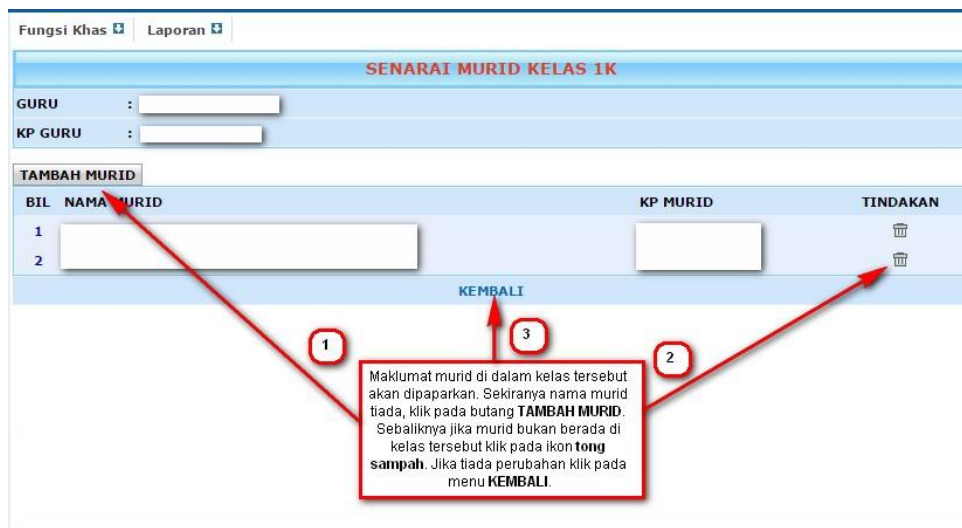 Fungsi Khas Laporan
SENARAI MURID KELAS 1K
GURU :
KP GURU :
TAMBAH MURID
BIL NAMA MURID KP MURID TINDAKAN
1
2
KEMBALI
1
3
2
Maklumat murid di dalam kelas tersebut
akan dipaparkan. Sekiranya nama murid
tiada, klik pada butang TAMBAH MURID.
Sebaliknya jika murid bukan berada di
kelas tersebut klik pada ikon tong
sampah. Jika tiada perubahan klik pada
menu KEMBALI.